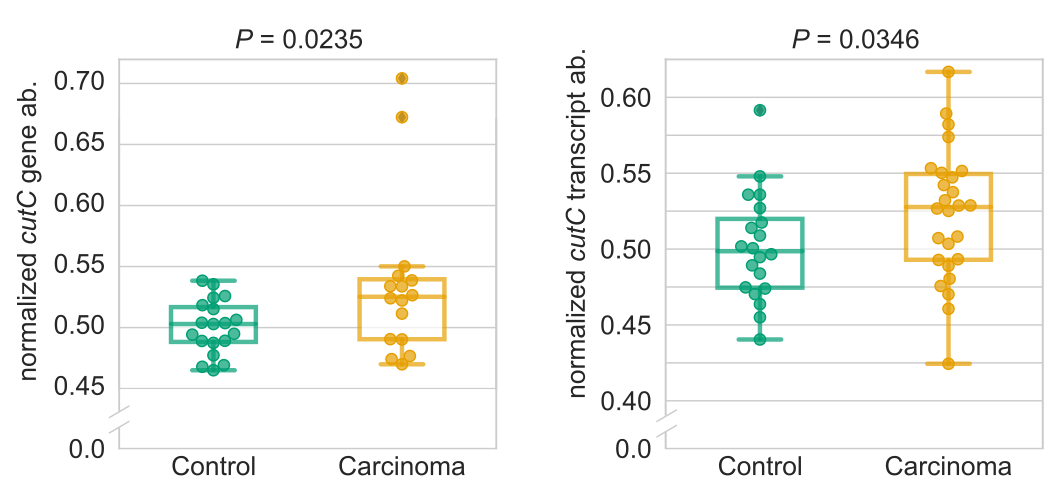 P = 0.0235
normalized cutC gene ab.
0.70
0.65
0.60
0.55
0.50
0.45
0.0
Control
Carcinoma
P = 0.0346
normalized cutC transcript ab.
0.60
0.55
0.50
0.45
0.40
0.0
Control
Carcinoma